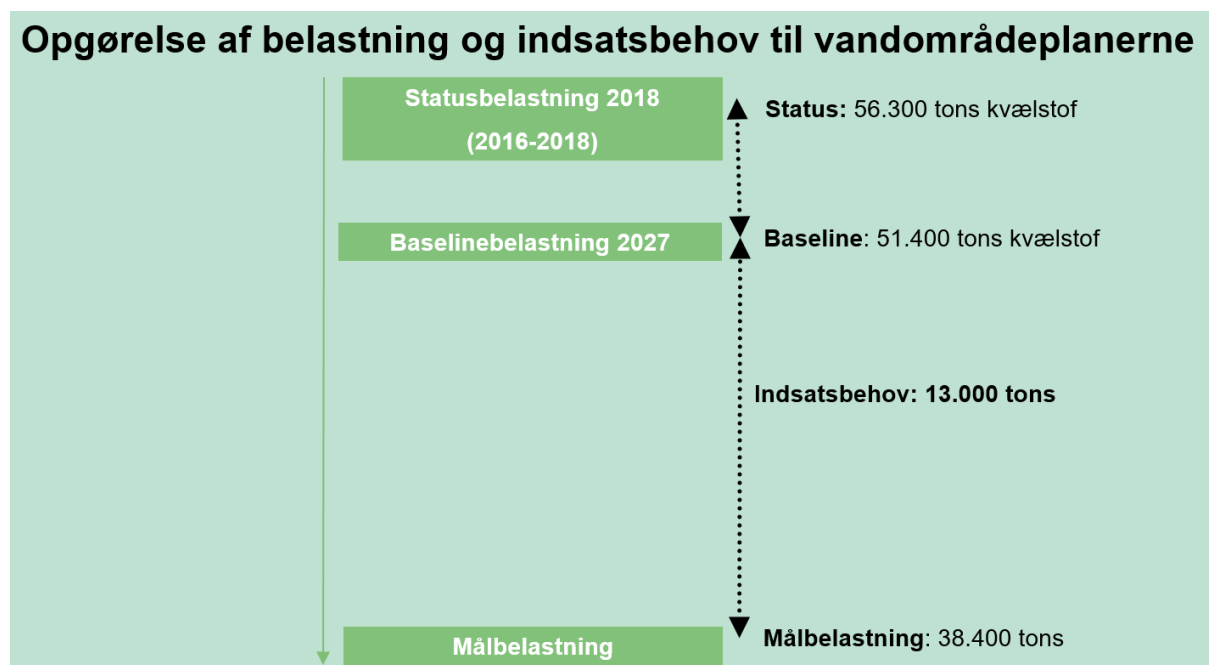 Opgørelse af belastning og indsatsbehov til vandområdeplanerne
Statusbelastning 2018
(2016-2018)
Status: 56.300 tons kvælstof
Baselinebelastning 2027
Baseline: 51.400 tons kvælstof
Indsatsbehov: 13.000 tons
Målbelastning
Målbelastning: 38.400 tons